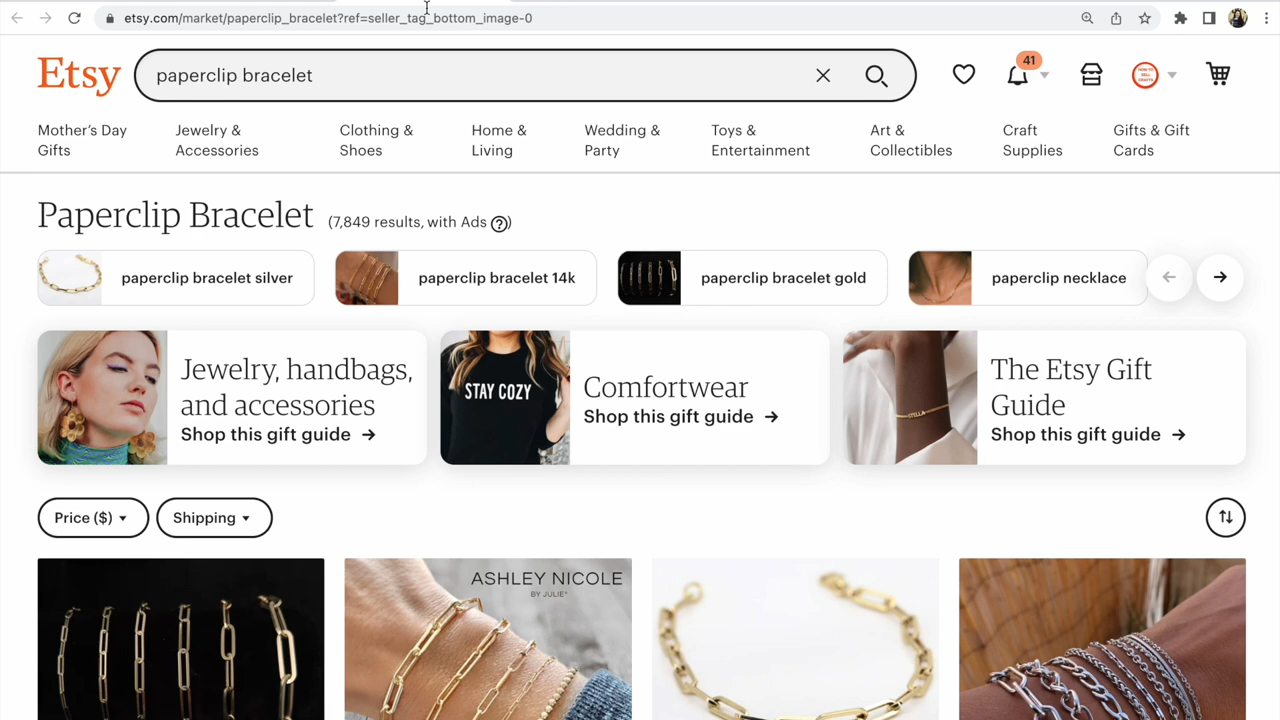 etsy.com/market/paperclip_bracelet?ref=seller_tag_bottom_image-0
Etsy
paperclip bracelet
41
Mother's Day Gifts
Jewelry & Accessories
Clothing & Shoes
Home & Living
Wedding & Party
Toys & Entertainment
Art & Collectibles
Craft Supplies
Gifts & Gift Cards
Paperclip Bracelet (7,849 results, with Ads ?)
paperclip bracelet silver
paperclip bracelet 14k
paperclip bracelet gold
paperclip necklace
Jewelry, handbags,
and accessories
Shop this gift guide →
STAY COZY
Comfortwear
Shop this gift guide →
STELLA
The Etsy Gift
Guide
Shop this gift guide →
Price ($)
Shipping
ASHLEY NICOLE
BY JULIE